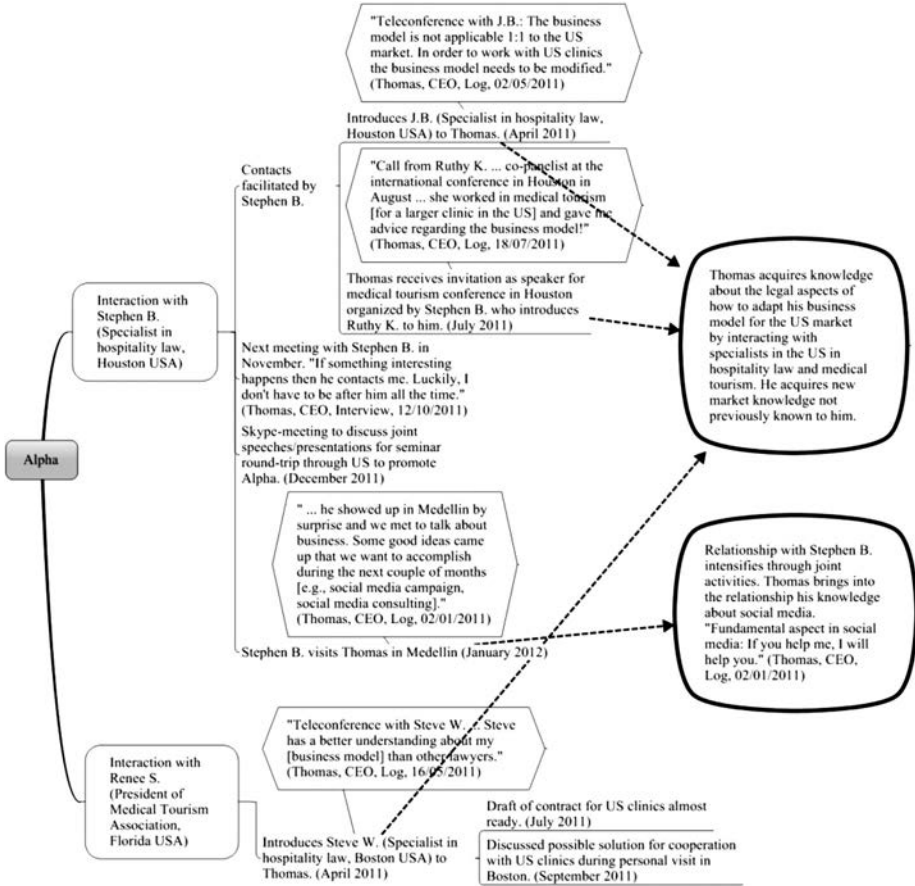 "Teleconference with J.B.: The business
model is not applicable 1:1 to the US
market. In order to work with US clinics
the business model needs to be modified."
(Thomas, CEO, Log, 02/05/2011)
Introduces J.B. (Specialist in hospitality law,
Houston USA) to Thomas. (April 2011)
Contacts
facilitated by
Stephen B.
"Call from Ruthy K. ... co-panelist at the
international conference in Houston in
August ... she worked in medical tourism
[for a larger clinic in the US] and gave me
advice regarding the business model!"
(Thomas, CEO, Log, 18/07/2011)
Thomas receives invitation as speaker for
medical tourism conference in Houston
organized by Stephen B. who introduces
Ruthy K. to him. (July 2011)
Thomas acquires knowledge
about the legal aspects of
how to adapt his business
model for the US market
by interacting with
specialists in the US in
hospitality law and medical
tourism. He acquires new
market knowledge not
previously known to him.
Interaction with
Stephen B.
(Specialist in
hospitality law,
Houston USA)
Next meeting with Stephen B. in
November. "If something interesting
happens then he contacts me. Luckily, I
don't have to be after him all the time."
(Thomas, CEO, Interview, 12/10/2011)
Skype-meeting to discuss joint
speeches/presentations for seminar
round-trip through US to promote
Alpha. (December 2011)
Alpha
" ... he showed up in Medellin by
surprise and we met to talk about
business. Some good ideas came
up that we want to accomplish
during the next couple of months
[e.g., social media campaign,
social media consulting]."
(Thomas, CEO, Log, 02/01/2011)
Stephen B. visits Thomas in Medellin (January 2012)
Relationship with Stephen B.
intensifies through joint
activities. Thomas brings into
the relationship his knowledge
about social media.
"Fundamental aspect in social
media: If you help me, I will
help you." (Thomas, CEO,
Log, 02/01/2011)
"Teleconference with Steve W. ... Steve
has a better understanding about my
[business model] than other lawyers."
(Thomas, CEO, Log, 16/05/2011)
Interaction with
Renee S.
(President of
Medical Tourism
Association,
Florida USA)
Introduces Steve W. (Specialist in
hospitality law, Boston USA) to
Thomas. (April 2011)
Draft of contract for US clinics almost
ready. (July 2011)
Discussed possible solution for cooperation
with US clinics during personal visit in
Boston. (September 2011)